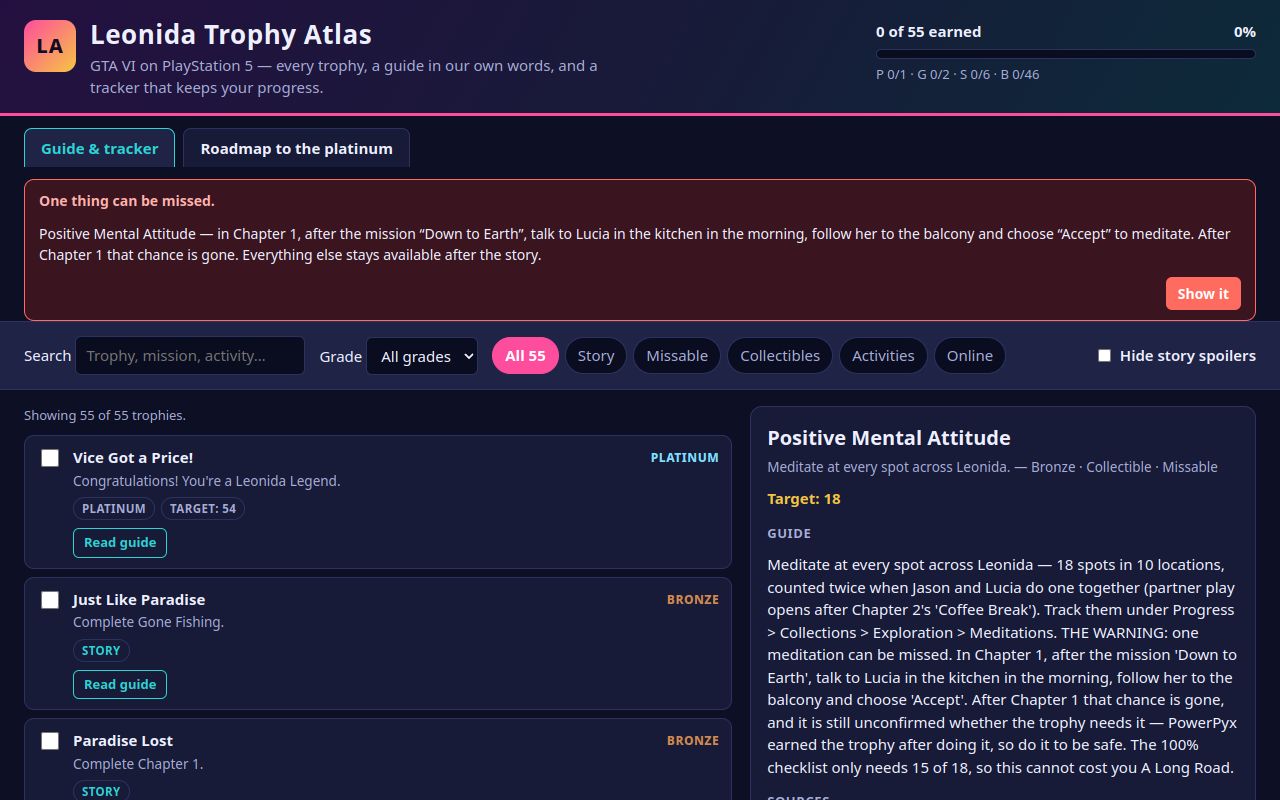 LA
Leonida Trophy Atlas
GTA VI on PlayStation 5 — every trophy, a guide in our own words, and a
tracker that keeps your progress.
0 of 55 earned
0%
P 0/1 · G 0/2 · S 0/6 · B 0/46
Guide & tracker
Roadmap to the platinum
One thing can be missed.
Positive Mental Attitude — in Chapter 1, after the mission “Down to Earth”, talk to Lucia in the kitchen in the morning, follow her to the balcony and choose “Accept” to meditate. After
Chapter 1 that chance is gone. Everything else stays available after the story.
Show it
Search
Trophy, mission, activity...
Grade
All grades
All 55
Story
Missable
Collectibles
Activities
Online
Hide story spoilers
Showing 55 of 55 trophies.
Vice Got a Price!
PLATINUM
Congratulations! You're a Leonida Legend.
PLATINUM
TARGET: 54
Read guide
Just Like Paradise
BRONZE
Complete Gone Fishing.
STORY
Read guide
Paradise Lost
BRONZE
Complete Chapter 1.
STORY
Positive Mental Attitude
Meditate at every spot across Leonida. — Bronze · Collectible · Missable
Target: 18
GUIDE
Meditate at every spot across Leonida — 18 spots in 10 locations,
counted twice when Jason and Lucia do one together (partner play
opens after Chapter 2's 'Coffee Break'). Track them under Progress
> Collections > Exploration > Meditations. THE WARNING: one
meditation can be missed. In Chapter 1, after the mission 'Down to
Earth', talk to Lucia in the kitchen in the morning, follow her to the
balcony and choose 'Accept'. After Chapter 1 that chance is gone,
and it is still unconfirmed whether the trophy needs it — PowerPyx
earned the trophy after doing it, so do it to be safe. The 100%
checklist only needs 15 of 18, so this cannot cost you A Long Road.
SOURCES